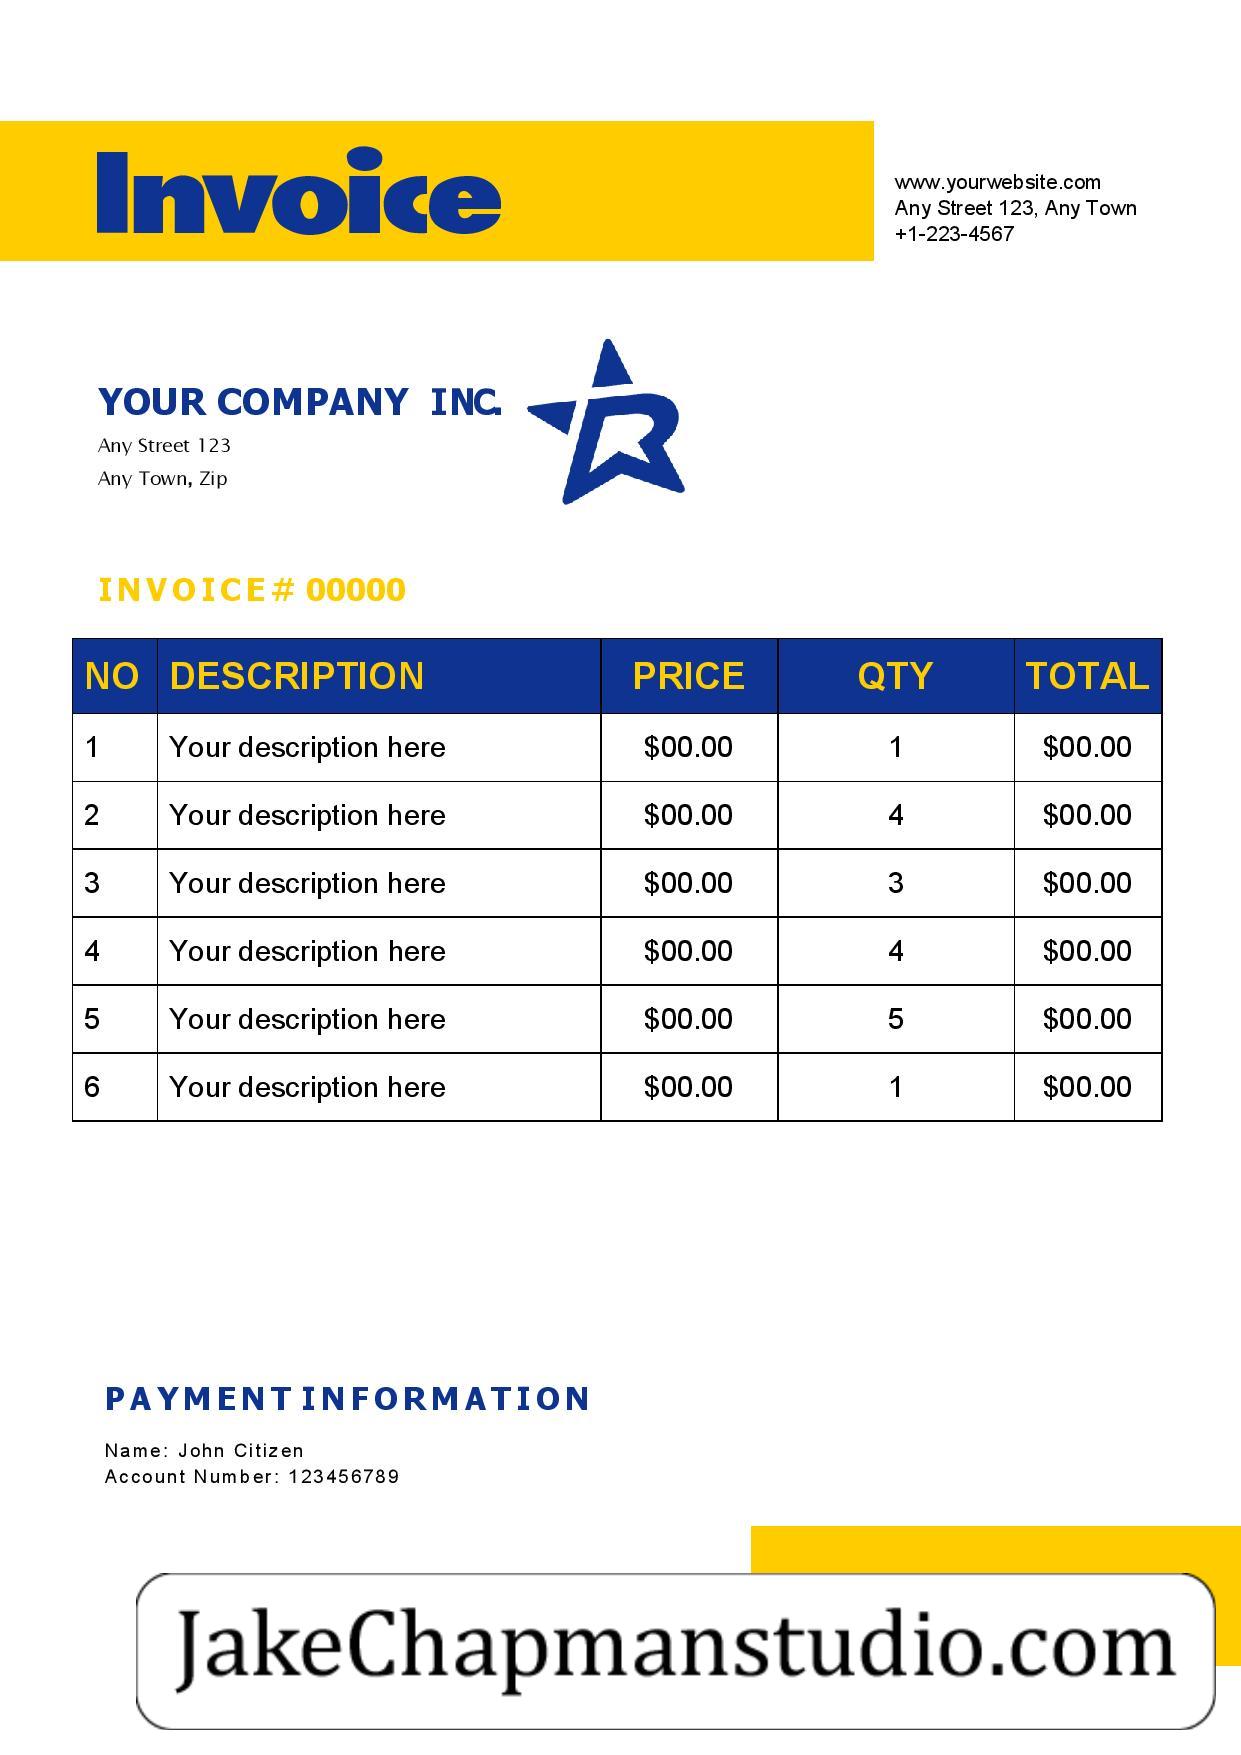 Invoice
www.yourwebsite.com
Any Street 123, Any Town
+1-223-4567
YOUR COMPANY INC.
Any Street 123
Any Town, Zip
INVOICE# 00000
NO DESCRIPTION PRICE QTY TOTAL
1 Your description here $00.00 1 $00.00
2 Your description here $00.00 4 $00.00
3 Your description here $00.00 3 $00.00
4 Your description here $00.00 4 $00.00
5 Your description here $00.00 5 $00.00
6 Your description here $00.00 1 $00.00
PAYMENT INFORMATION
Name: John Citizen
Account Number: 123456789
JakeChapmanstudio.com